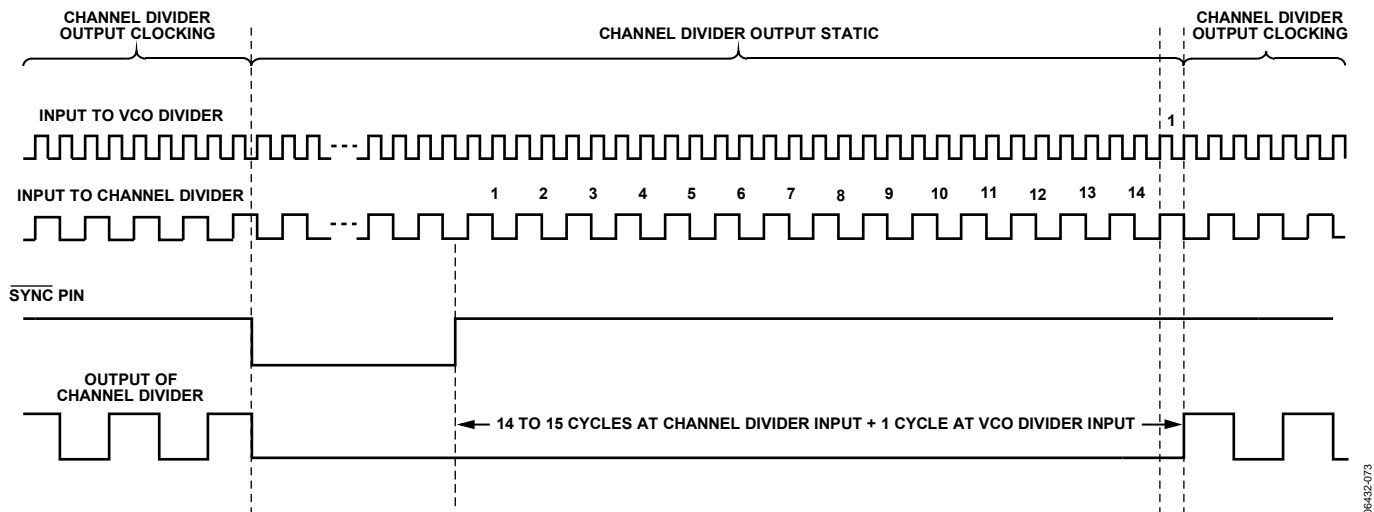 CHANNEL DIVIDER
OUTPUT CLOCKING
CHANNEL DIVIDER OUTPUT STATIC
CHANNEL DIVIDER
OUTPUT CLOCKING
INPUT TO VCO DIVIDER
1
INPUT TO CHANNEL DIVIDER
1 2 3 4 5 6 7 8 9 10 11 12 13 14
SYNC PIN
OUTPUT OF
CHANNEL DIVIDER
14 TO 15 CYCLES AT CHANNEL DIVIDER INPUT + 1 CYCLE AT VCO DIVIDER INPUT
06432-073